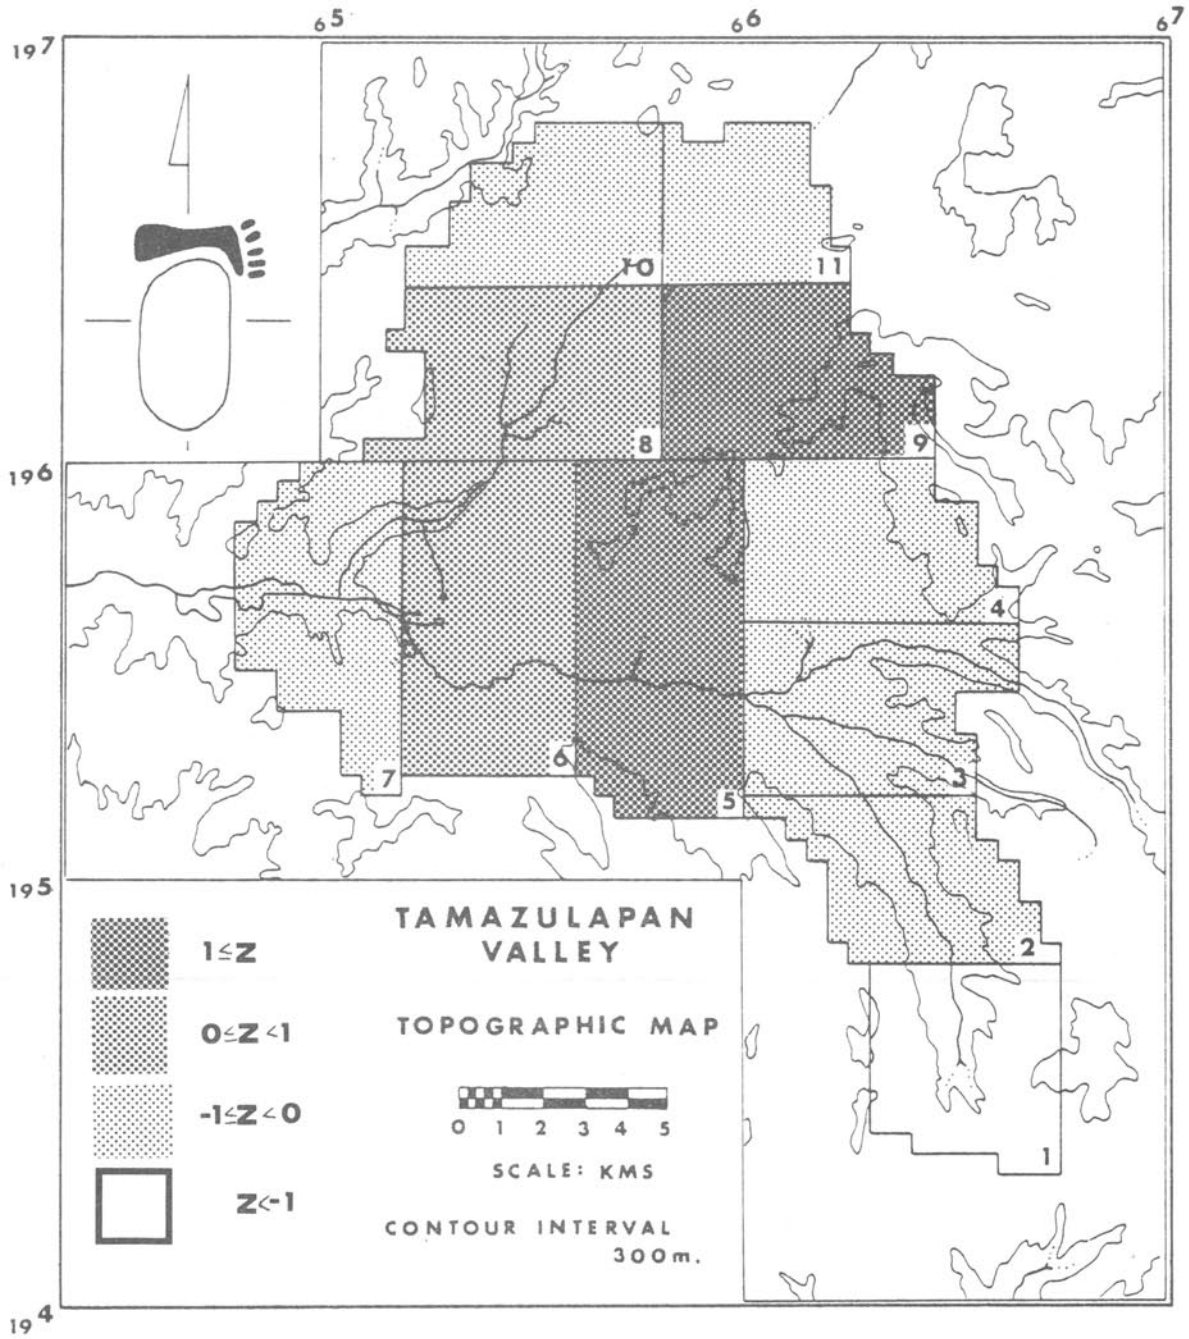 65 66 67
197
10 11
8 9
196
4
6 3
7 5
195
2
TAMAZULAPAN
VALLEY
1≤Z
TOPOGRAPHIC MAP
0≤Z<1
-1≤Z<0
0 1 2 3 4 5
1
SCALE: KMS
Z<-1
CONTOUR INTERVAL
300m.
194